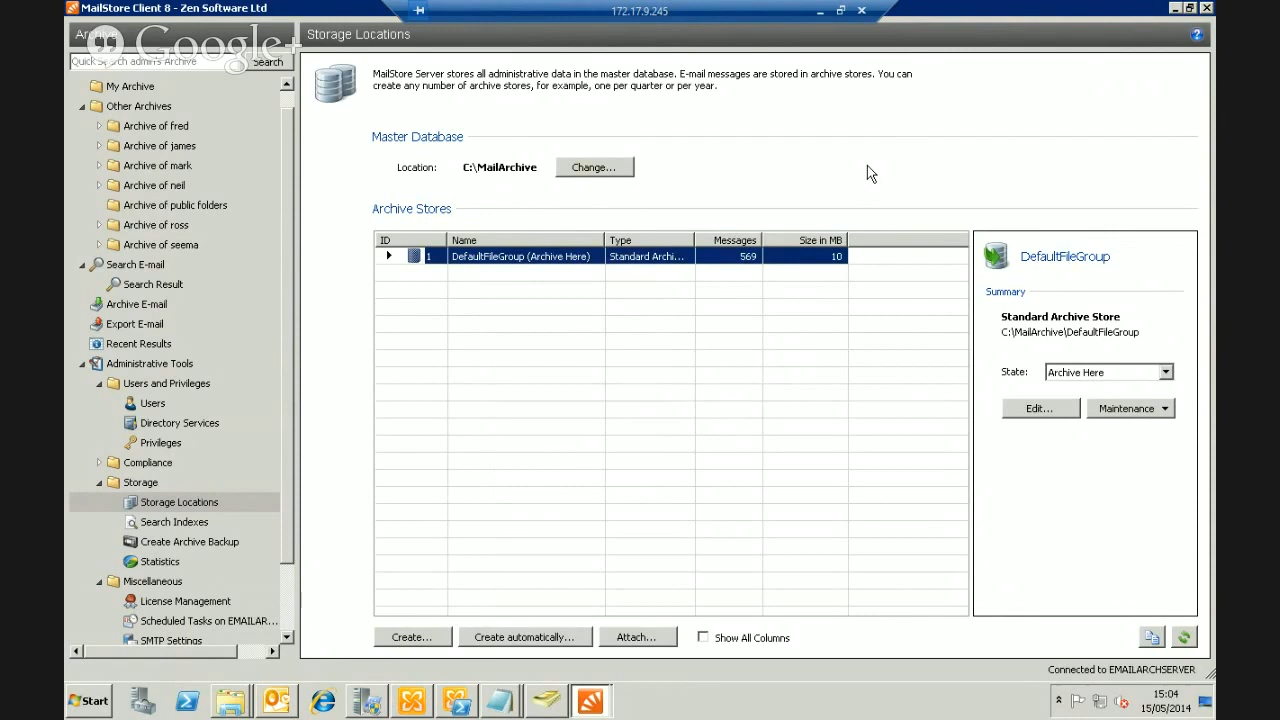 MailStore Client 8 - Zen Software Ltd
172.17.9.245
Archive
Google+
Storage Locations
Quick Search admin's Archive
Search
MailStore Server stores all administrative data in the master database. E-mail messages are stored in archive stores. You can
create any number of archive stores, for example, one per quarter or per year.
My Archive
Other Archives
Archive of fred
Archive of james
Archive of mark
Archive of neil
Archive of public folders
Archive of ross
Archive of seema
Search E-mail
Search Result
Archive E-mail
Export E-mail
Recent Results
Administrative Tools
Users and Privileges
Users
Directory Services
Privileges
Compliance
Storage
Storage Locations
Search Indexes
Create Archive Backup
Statistics
Miscellaneous
License Management
Scheduled Tasks on EMAILAR...
SMTP Settings
Master Database
Location: C:\MailArchive Change...
Archive Stores
ID Name Type Messages Size in MB
1 DefaultFileGroup (Archive Here) Standard Archi... 569 10
DefaultFileGroup
Summary
Standard Archive Store
C:\MailArchive\DefaultFileGroup
State: Archive Here
Edit... Maintenance
Create... Create automatically... Attach... Show All Columns
Connected to EMAILARCHSERVER
Start
15:04
15/05/2014